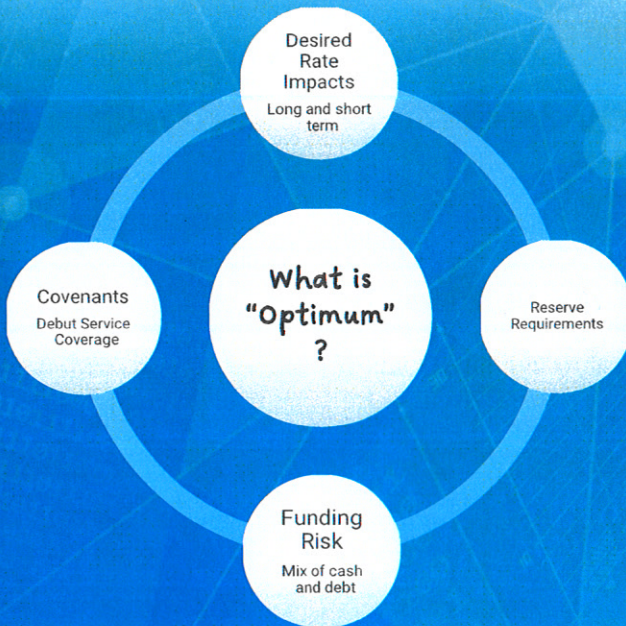 Desired
Rate
Impacts
Long and short
term
What is
“Optimum”
?
Covenants
Debut Service
Coverage
Reserve
Requirements
Funding
Risk
Mix of cash
and debt